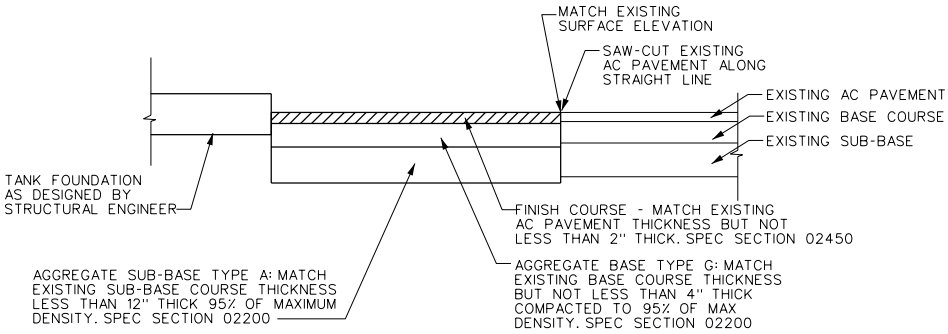 MATCH EXISTING
SURFACE ELEVATION
SAW-CUT EXISTING
AC PAVEMENT ALONG
STRAIGHT LINE
EXISTING AC PAVEMENT
EXISTING BASE COURSE
EXISTING SUB-BASE
TANK FOUNDATION
AS DESIGNED BY
STRUCTURAL ENGINEER
FINISH COURSE - MATCH EXISTING
AC PAVEMENT THICKNESS BUT NOT
LESS THAN 2" THICK. SPEC SECTION 02450
AGGREGATE SUB-BASE TYPE A: MATCH
EXISTING SUB-BASE COURSE THICKNESS
LESS THAN 12" THICK 95% OF MAXIMUM
DENSITY. SPEC SECTION 02200
AGGREGATE BASE TYPE G: MATCH
EXISTING BASE COURSE THICKNESS
BUT NOT LESS THAN 4" THICK
COMPACTED TO 95% OF MAX
DENSITY. SPEC SECTION 02200